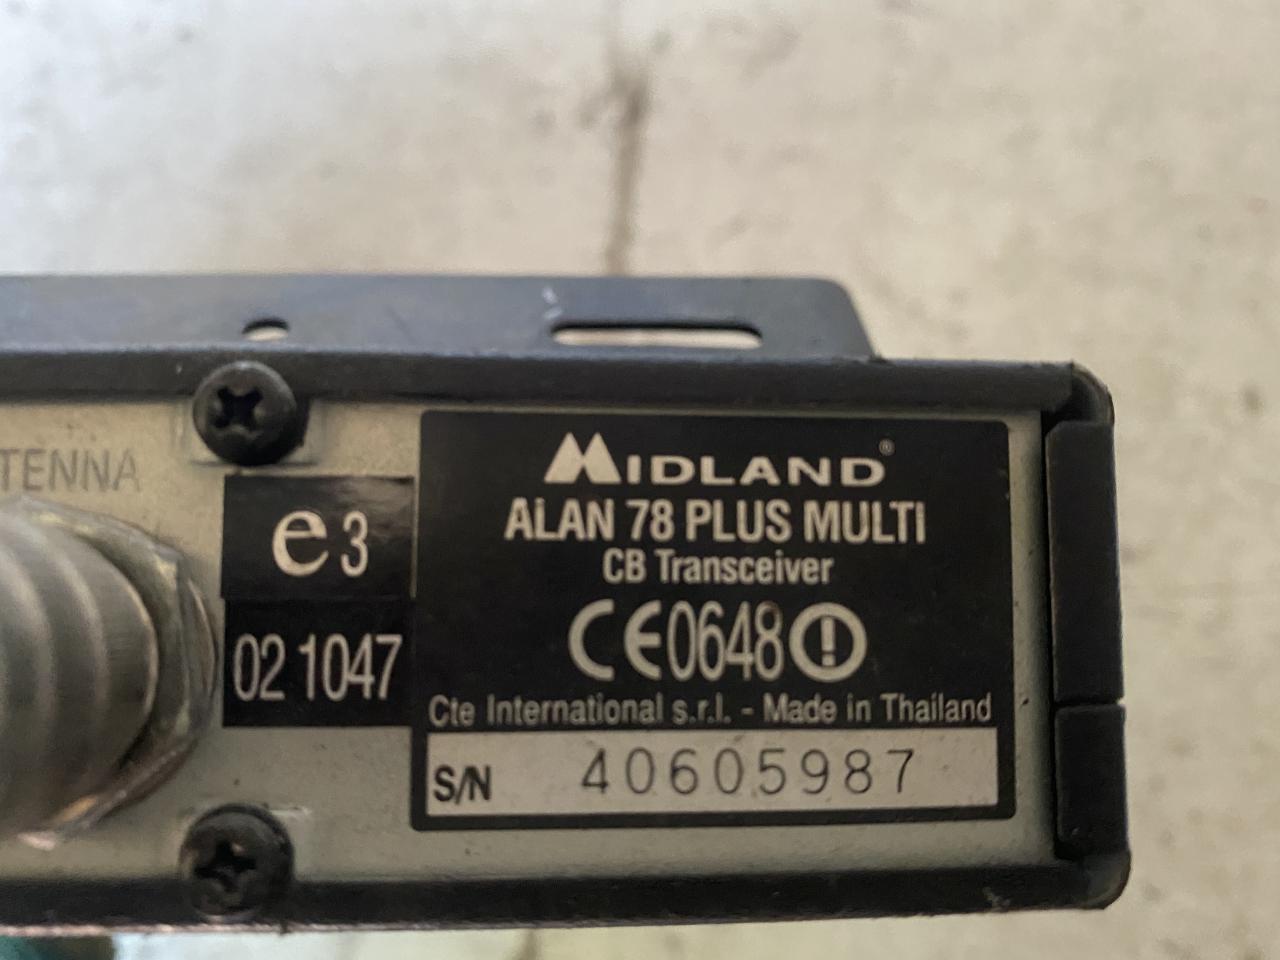 TENNA
e3
02 1047
MIDLAND®
ALAN 78 PLUS MULTI
CB Transceiver
CE0648
Cte International s.r.l. - Made in Thailand
S/N 40605987